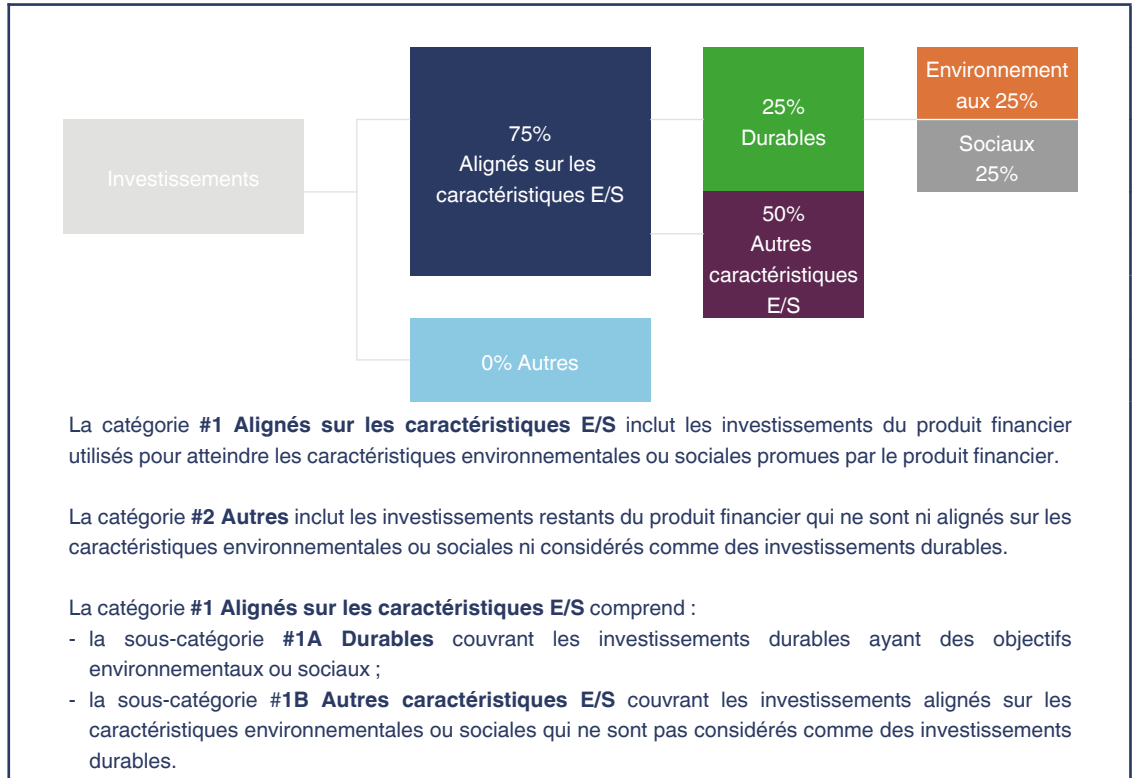 Investissements
75%
Alignés sur les
caractéristiques E/S
25%
Durables
Environnement
aux 25%
Sociaux
25%
50%
Autres
caractéristiques
E/S
0% Autres
La catégorie #1 Alignés sur les caractéristiques E/S inclut les investissements du produit financier
utilisés pour atteindre les caractéristiques environnementales ou sociales promues par le produit financier.
La catégorie #2 Autres inclut les investissements restants du produit financier qui ne sont ni alignés sur les
caractéristiques environnementales ou sociales ni considérés comme des investissements durables.
La catégorie #1 Alignés sur les caractéristiques E/S comprend :
- la sous-catégorie #1A Durables couvrant les investissements durables ayant des objectifs
environnementaux ou sociaux ;
- la sous-catégorie #1B Autres caractéristiques E/S couvrant les investissements alignés sur les
caractéristiques environnementales ou sociales qui ne sont pas considérés comme des investissements
durables.